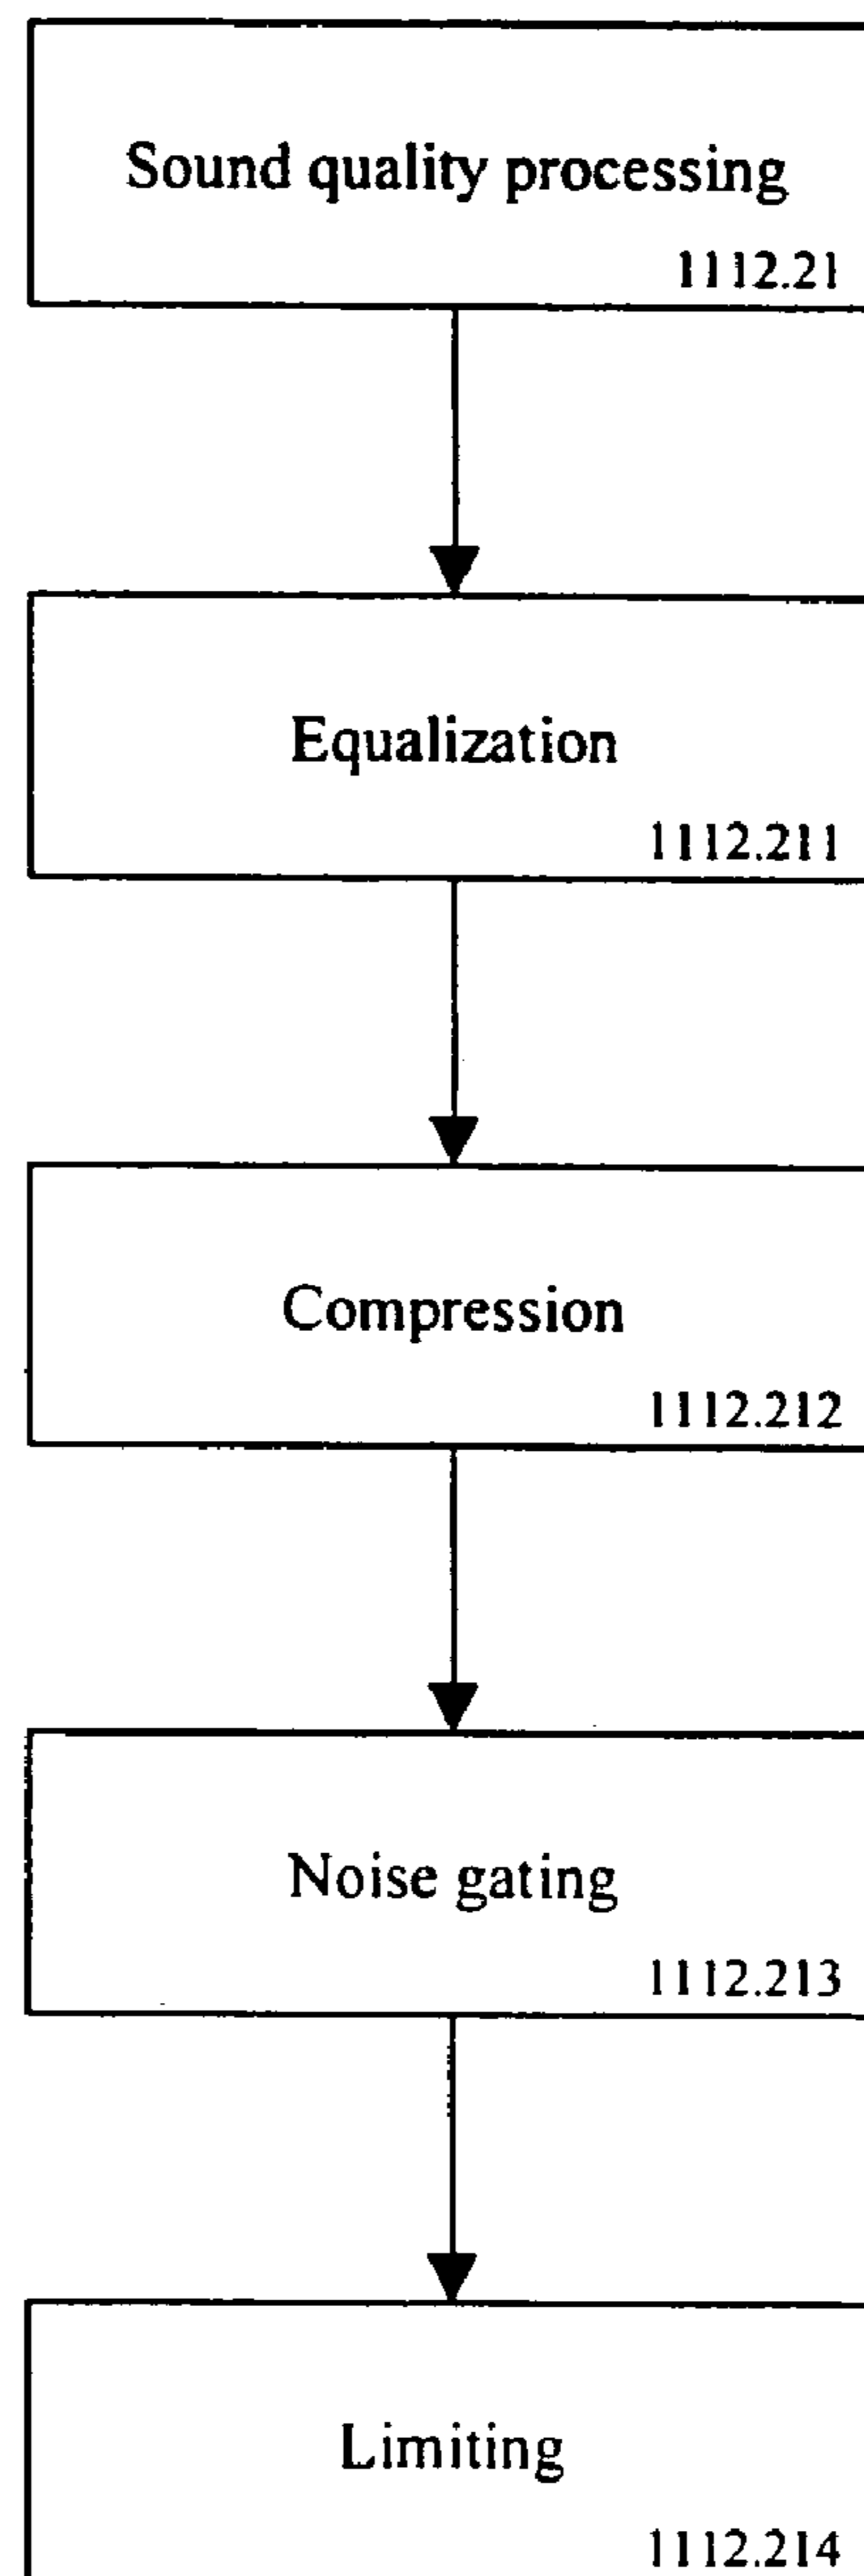 Sound quality processing
1112.21
Equalization
1112.211
Compression
1112.212
Noise gating
1112.213
Limiting
1112.214